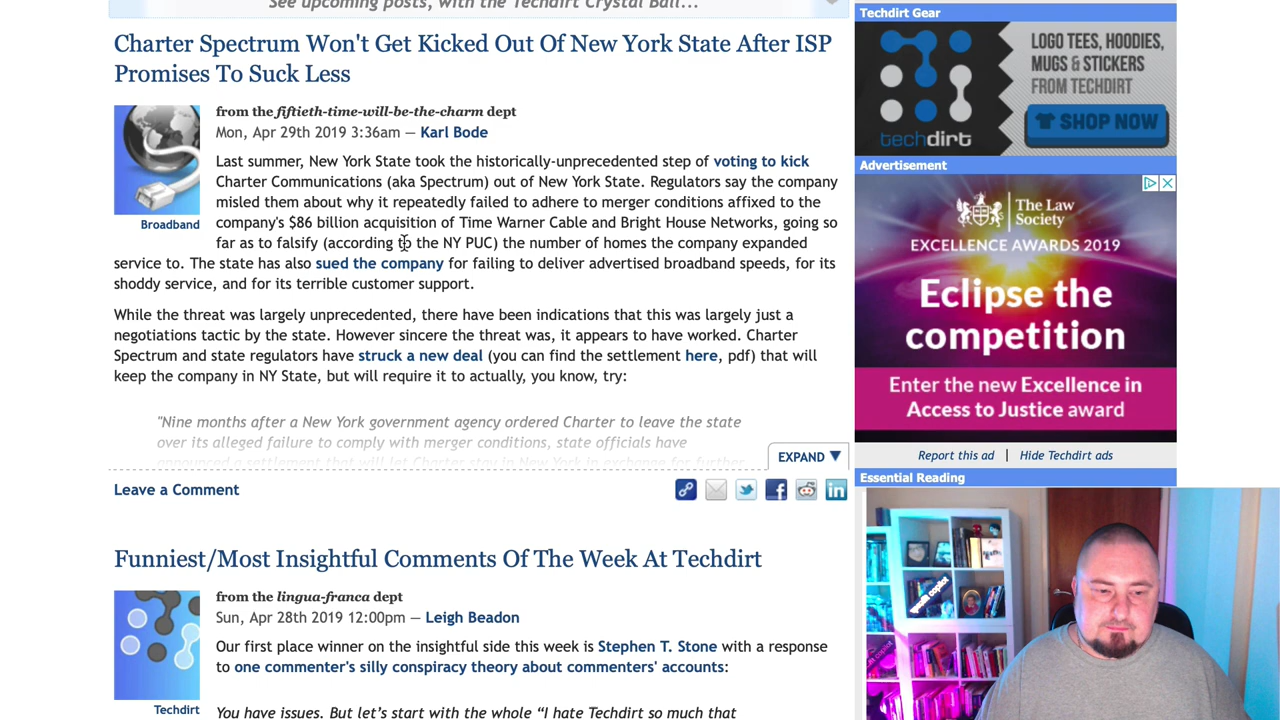 See upcoming posts, with the Techdirt Crystal Ball...
Charter Spectrum Won't Get Kicked Out Of New York State After ISP
Promises To Suck Less
from the fiftieth-time-will-be-the-charm dept
Mon, Apr 29th 2019 3:36am — Karl Bode
Broadband
Last summer, New York State took the historically-unprecedented step of voting to kick
Charter Communications (aka Spectrum) out of New York State. Regulators say the company
misled them about why it repeatedly failed to adhere to merger conditions affixed to the
company's $86 billion acquisition of Time Warner Cable and Bright House Networks, going so
far as to falsify (according to the NY PUC) the number of homes the company expanded
service to. The state has also sued the company for failing to deliver advertised broadband speeds, for its
shoddy service, and for its terrible customer support.
While the threat was largely unprecedented, there have been indications that this was largely just a
negotiations tactic by the state. However sincere the threat was, it appears to have worked. Charter
Spectrum and state regulators have struck a new deal (you can find the settlement here, pdf) that will
keep the company in NY State, but will require it to actually, you know, try:
"Nine months after a New York government agency ordered Charter to leave the state
over its alleged failure to comply with merger conditions, state officials have
announced a settlement that will let Charter stay in New York in exchange for further
EXPAND ▼
Leave a Comment
Funniest/Most Insightful Comments Of The Week At Techdirt
from the lingua-franca dept
Sun, Apr 28th 2019 12:00pm — Leigh Beadon
Techdirt
Our first place winner on the insightful side this week is Stephen T. Stone with a response
to one commenter's silly conspiracy theory about commenters' accounts:
You have issues. But let's start with the whole “I hate Techdirt so much that
Techdirt Gear
LOGO TEES, HOODIES,
MUGS & STICKERS
FROM TECHDIRT
SHOP NOW
techdirt
Advertisement
The Law
Society
EXCELLENCE AWARDS 2019
Eclipse the
competition
Enter the new Excellence in
Access to Justice award
Report this ad | Hide Techdirt ads
Essential Reading